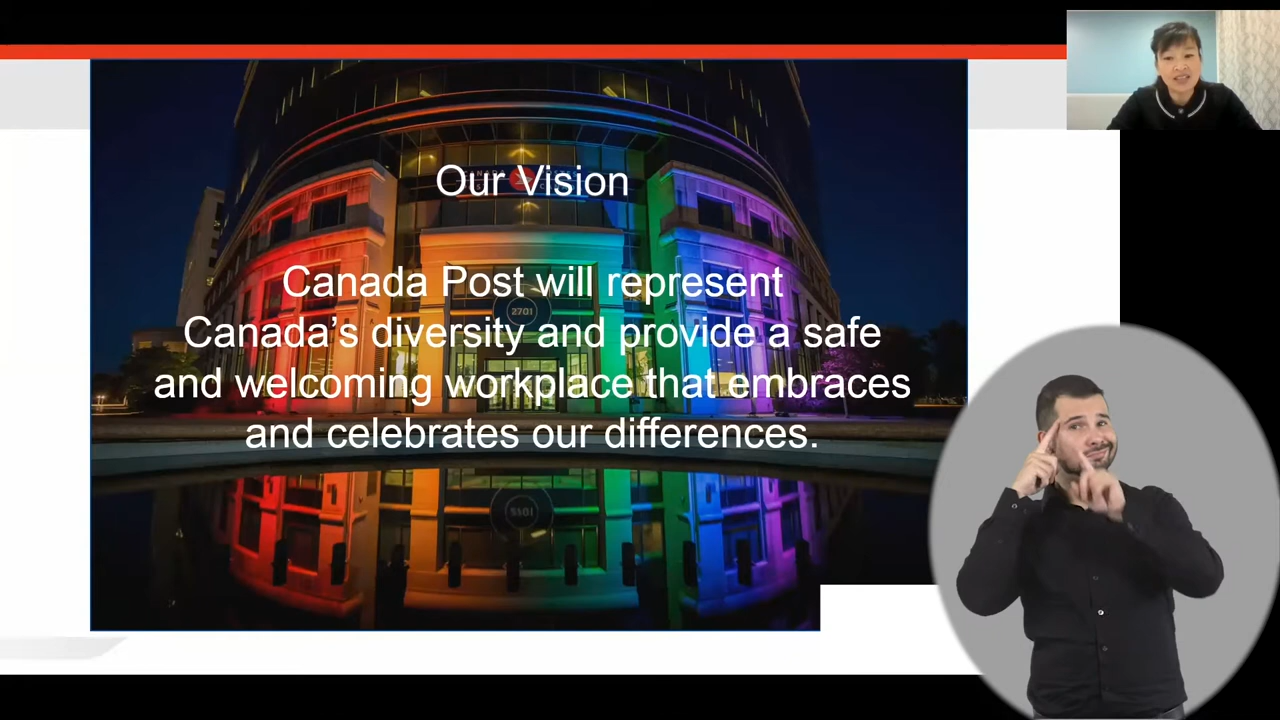 Our Vision
Canada Post will represent
Canada's diversity and provide a safe
and welcoming workplace that embraces
and celebrates our differences.
2701